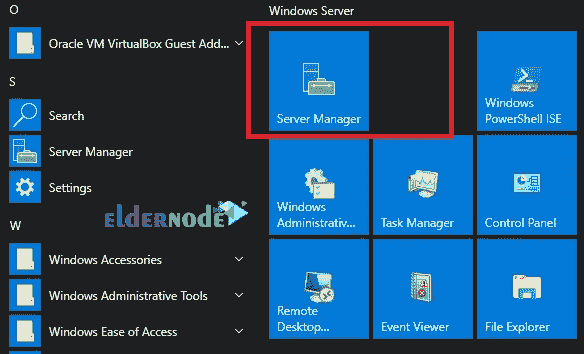 O
Oracle VM VirtualBox Guest Add...
S
Search
Server Manager
Settings
W
Windows Accessories
Windows Administrative Tools
Windows Ease of Access
Windows Server
Server Manager
Windows
PowerShell ISE
Windows
Administrativ...
Task Manager
Control Panel
Remote
Desktop...
Event Viewer
File Explorer
ELDERNODE